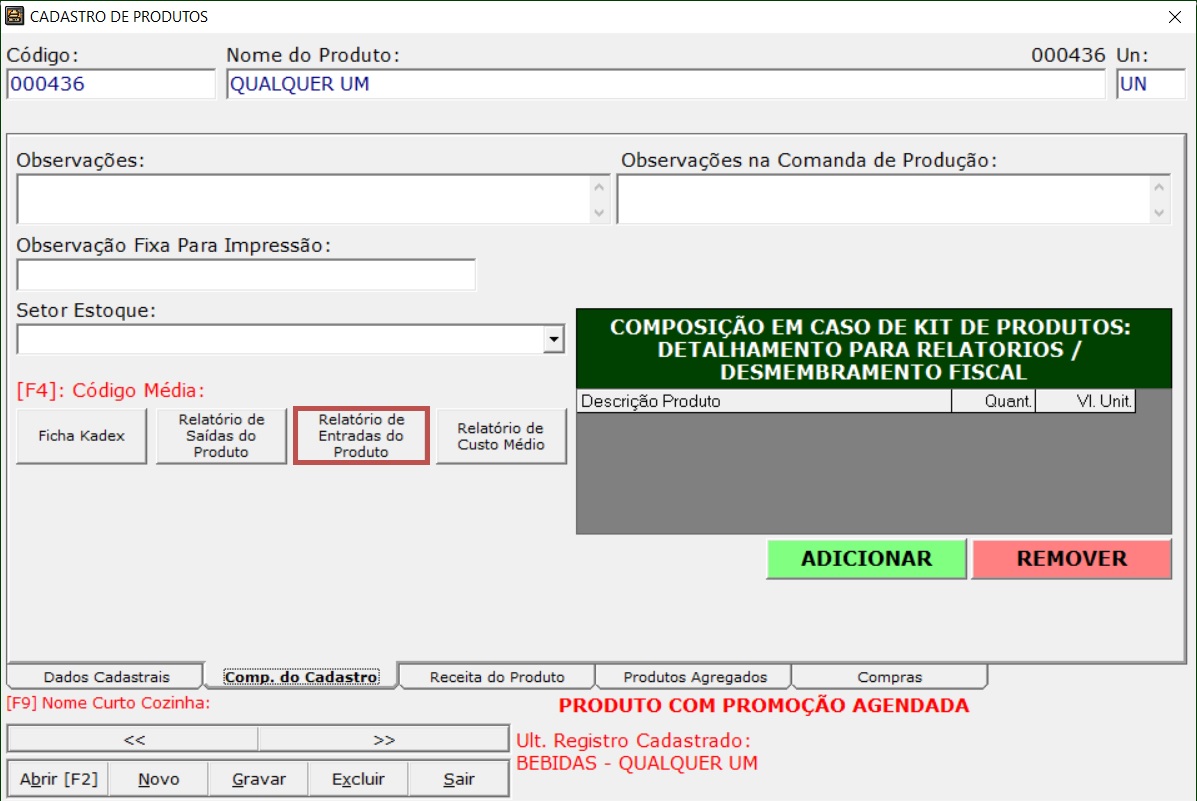 CADASTRO DE PRODUTOS
Código:
Nome do Produto:
000436
Un:
000436
QUALQUER UM
UN
Observações:
Observações na Comanda de Produção:
Observação Fixa Para Impressão:
Setor Estoque:
[F4]: Código Média:
Ficha Kadex
Relatório de
Saídas do
Produto
Relatório de
Entradas do
Produto
Relatório de
Custo Médio
COMPOSIÇÃO EM CASO DE KIT DE PRODUTOS:
DETALHAMENTO PARA RELATORIOS /
DESMEMBRAMENTO FISCAL
Descrição Produto
Quant.
Vl. Unit.
ADICIONAR
REMOVER
Dados Cadastrais
Comp. do Cadastro
Receita do Produto
Produtos Agregados
Compras
[F9] Nome Curto Cozinha:
PRODUTO COM PROMOÇÃO AGENDADA
<<
>>
Ult. Registro Cadastrado:
BEBIDAS - QUALQUER UM
Abrir [F2]
Novo
Gravar
Excluir
Sair